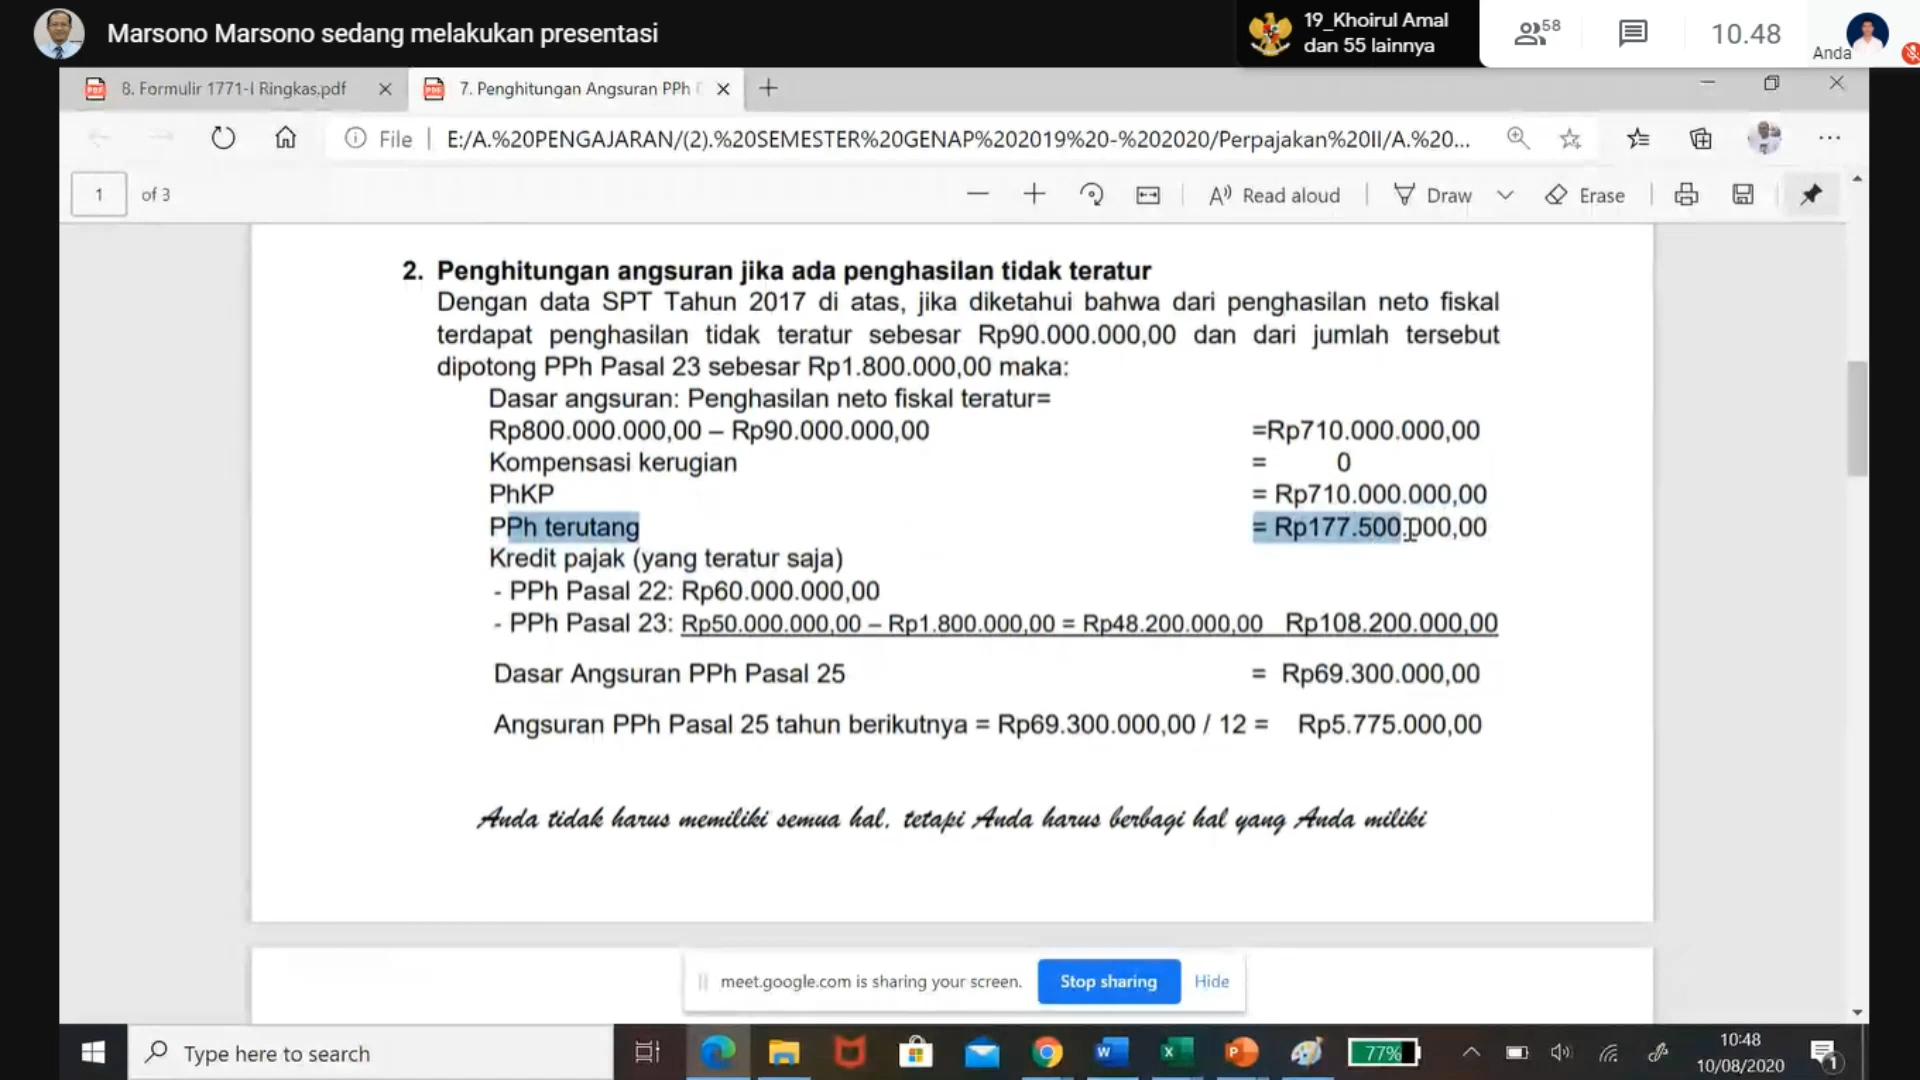 Marsono Marsono sedang melakukan presentasi
19_Khoirul Amal
dan 55 lainnya
58
10.48
Anda
8. Formulir 1771-I Ringkas.pdf
7. Penghitungan Angsuran PPh
File
E:/A.%20PENGAJARAN/(2).%20SEMESTER%20GENAP%202019%20-%202020/Perpajakan%20II/A.%20...
1 of 3
Read aloud
Draw
Erase
2. Penghitungan angsuran jika ada penghasilan tidak teratur
Dengan data SPT Tahun 2017 di atas, jika diketahui bahwa dari penghasilan neto fiskal
terdapat penghasilan tidak teratur sebesar Rp90.000.000,00 dan dari jumlah tersebut
dipotong PPh Pasal 23 sebesar Rp1.800.000,00 maka:
Dasar angsuran: Penghasilan neto fiskal teratur=
Rp800.000.000,00 – Rp90.000.000,00 =Rp710.000.000,00
Kompensasi kerugian = 0
PhKP = Rp710.000.000,00
PPh terutang = Rp177.500.000,00
Kredit pajak (yang teratur saja)
- PPh Pasal 22: Rp60.000.000,00
- PPh Pasal 23: Rp50.000.000,00 – Rp1.800.000,00 = Rp48.200.000,00 Rp108.200.000,00
Dasar Angsuran PPh Pasal 25 = Rp69.300.000,00
Angsuran PPh Pasal 25 tahun berikutnya = Rp69.300.000,00 / 12 = Rp5.775.000,00
Anda tidak harus memiliki semua hal, tetapi Anda harus berbagi hal yang Anda miliki
meet.google.com is sharing your screen.
Stop sharing
Hide
Type here to search
77%
10:48
10/08/2020
1